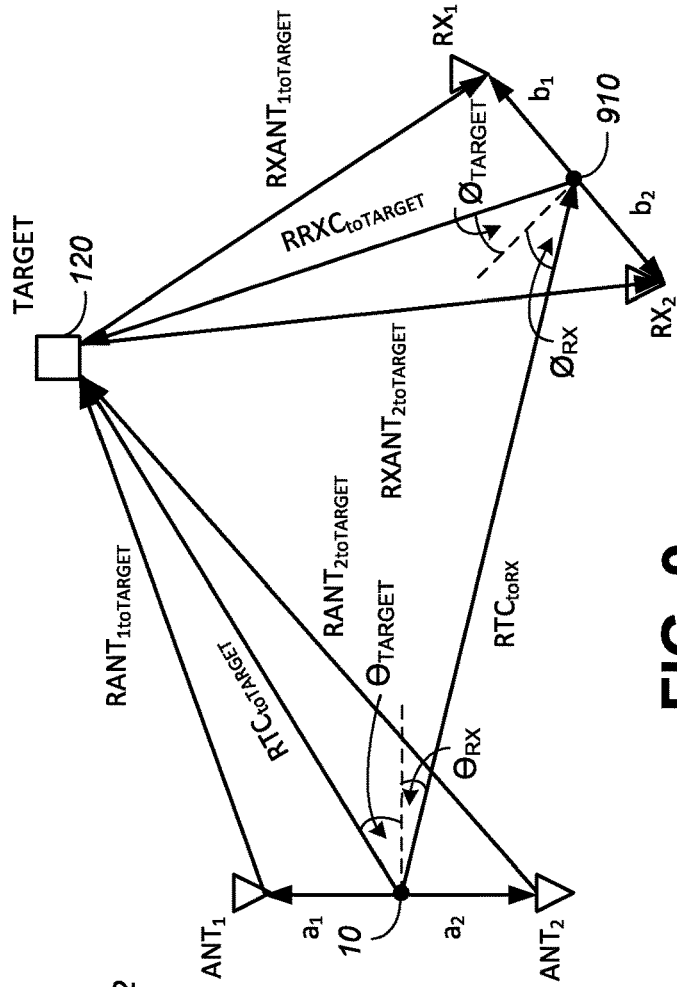 TARGET
120
RX₁
RXANT₁toTARGET
b₁
910
ØTARGET
RRXCtoTARGET
b₂
RX₂
ØRX
RXANT₂toTARGET
RANT₁toTARGET
RANT₂toTARGET
RTCtoTARGET
ΘTARGET
RTCtoRX
ΘRX
ANT₁
a₁
10
a₂
ANT₂